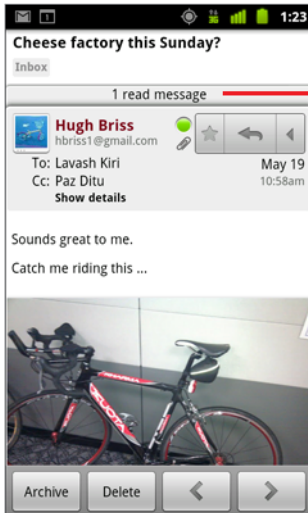 1:23
Cheese factory this Sunday?
Inbox
1 read message
Hugh Briss
hbriss1@gmail.com
To: Lavash Kiri
May 19
Cc: Paz Ditu
10:58am
Show details
Sounds great to me.
Catch me riding this ...
SCUOTA
Archive
Delete